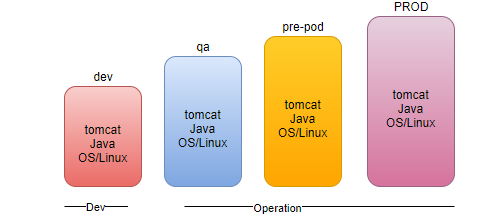 PROD
pre-pod
qa
dev
tomcat
Java
OS/Linux
tomcat
Java
OS/Linux
tomcat
Java
OS/Linux
tomcat
Java
OS/Linux
Dev
Operation